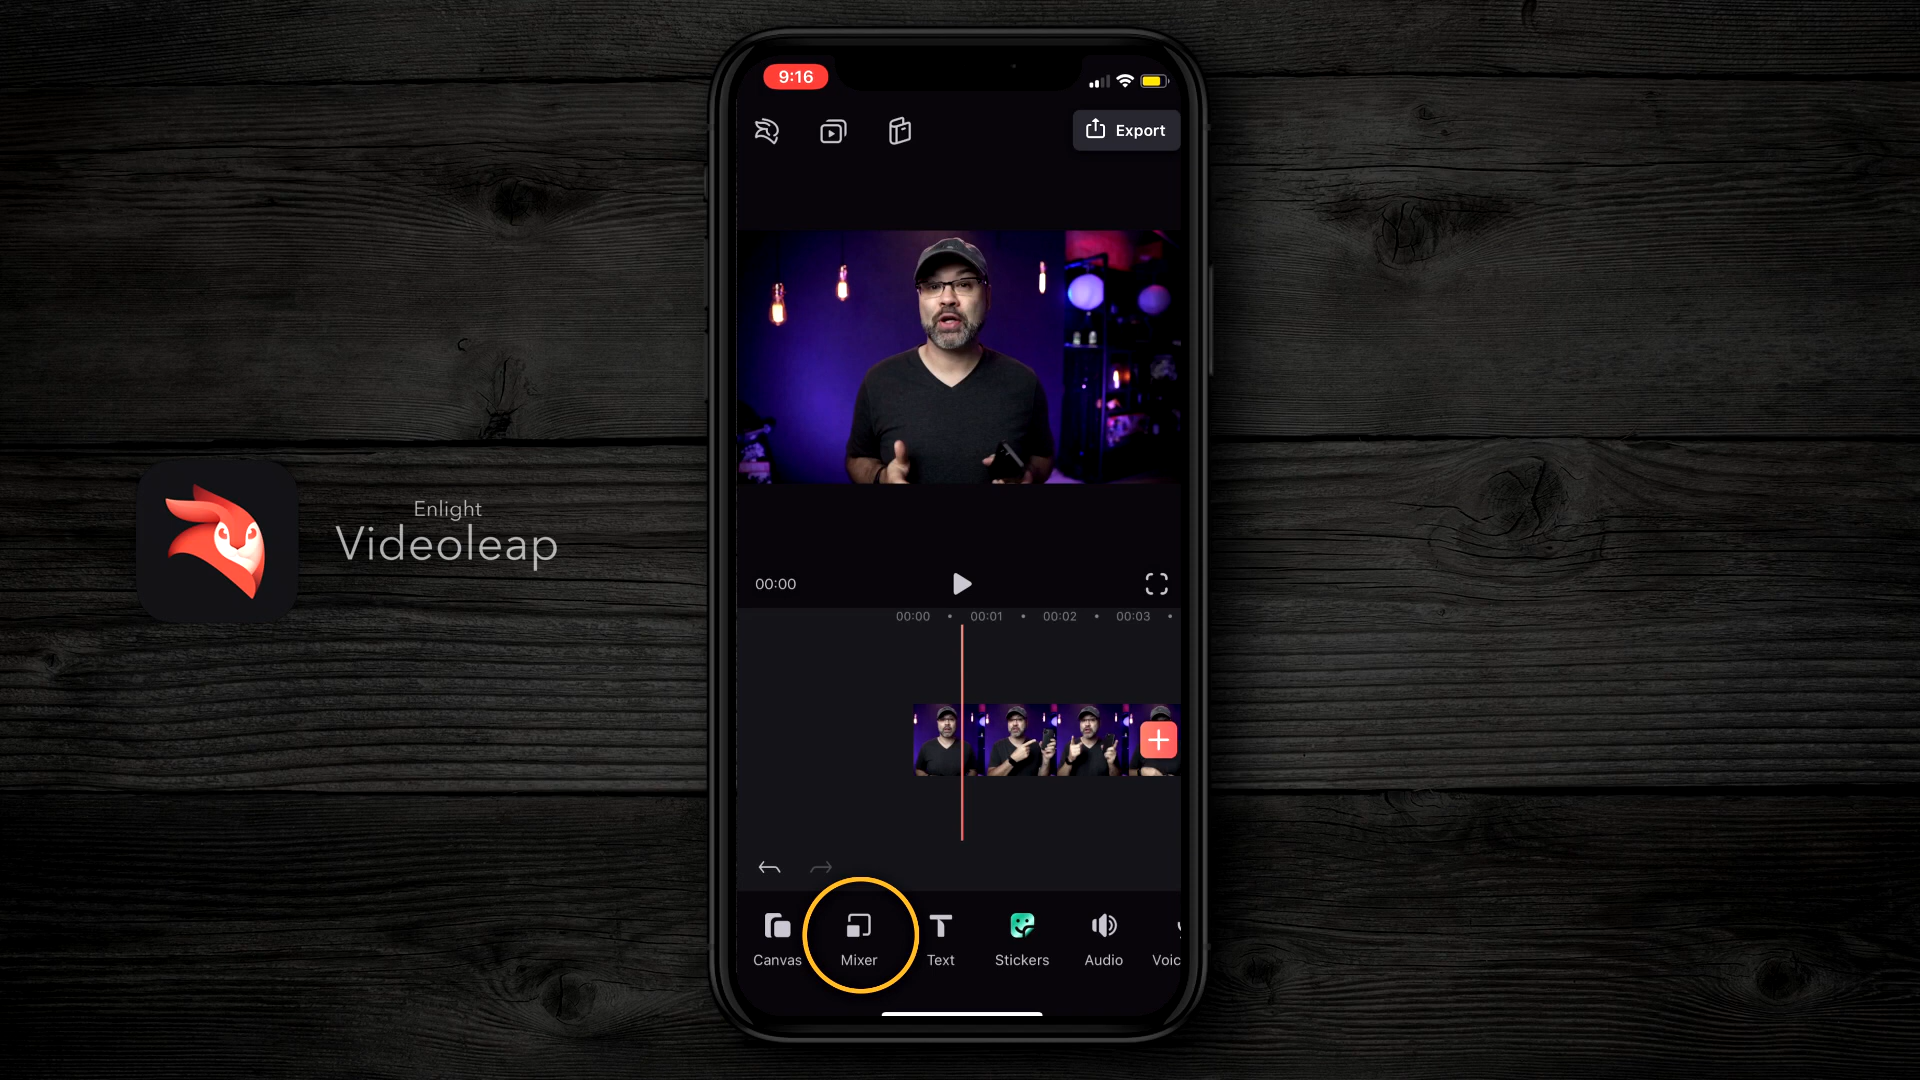 9:16
Export
Enlight
Videoleap
00:00
00:00 00:01 00:02 00:03
Canvas Mixer Text Stickers Audio Voic